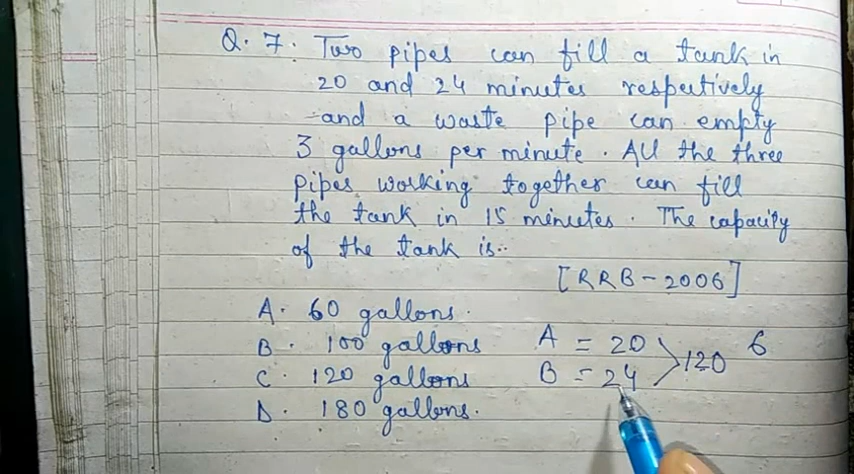 Q. 7. Two pipes can fill a tank in
20 and 24 minutes respectively
and a waste pipe can empty
3 gallons per minute. All the three
pipes working together can fill
the tank in 15 minutes. The capacity
of the tank is..
[RRB-2006]
A. 60 gallons.
B. 100 gallons
C. 120 gallons
D. 180 gallons.
A = 20
B = 24
120
6